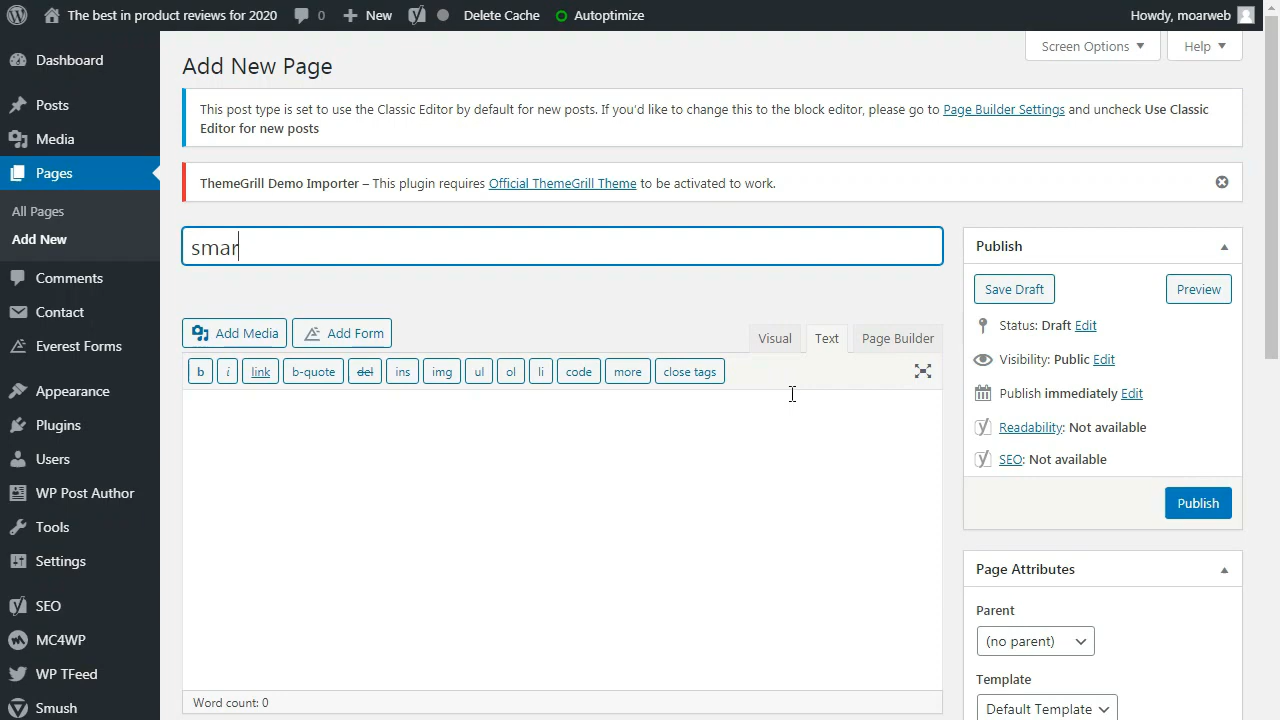 The best in product reviews for 2020 0 New Delete Cache Autoptimize Howdy, moarweb
Screen Options Help
Dashboard
Posts
Media
Pages
All Pages
Add New
Comments
Contact
Everest Forms
Appearance
Plugins
Users
WP Post Author
Tools
Settings
SEO
MC4WP
WP TFeed
Smush
Add New Page
This post type is set to use the Classic Editor by default for new posts. If you'd like to change this to the block editor, please go to Page Builder Settings and uncheck Use Classic
Editor for new posts
ThemeGrill Demo Importer – This plugin requires Official ThemeGrill Theme to be activated to work.
smar
Add Media Add Form Visual Text Page Builder
b i link b-quote del ins img ul ol li code more close tags
Word count: 0
Publish
Save Draft Preview
Status: Draft Edit
Visibility: Public Edit
Publish immediately Edit
Readability: Not available
SEO: Not available
Publish
Page Attributes
Parent
(no parent)
Template
Default Template